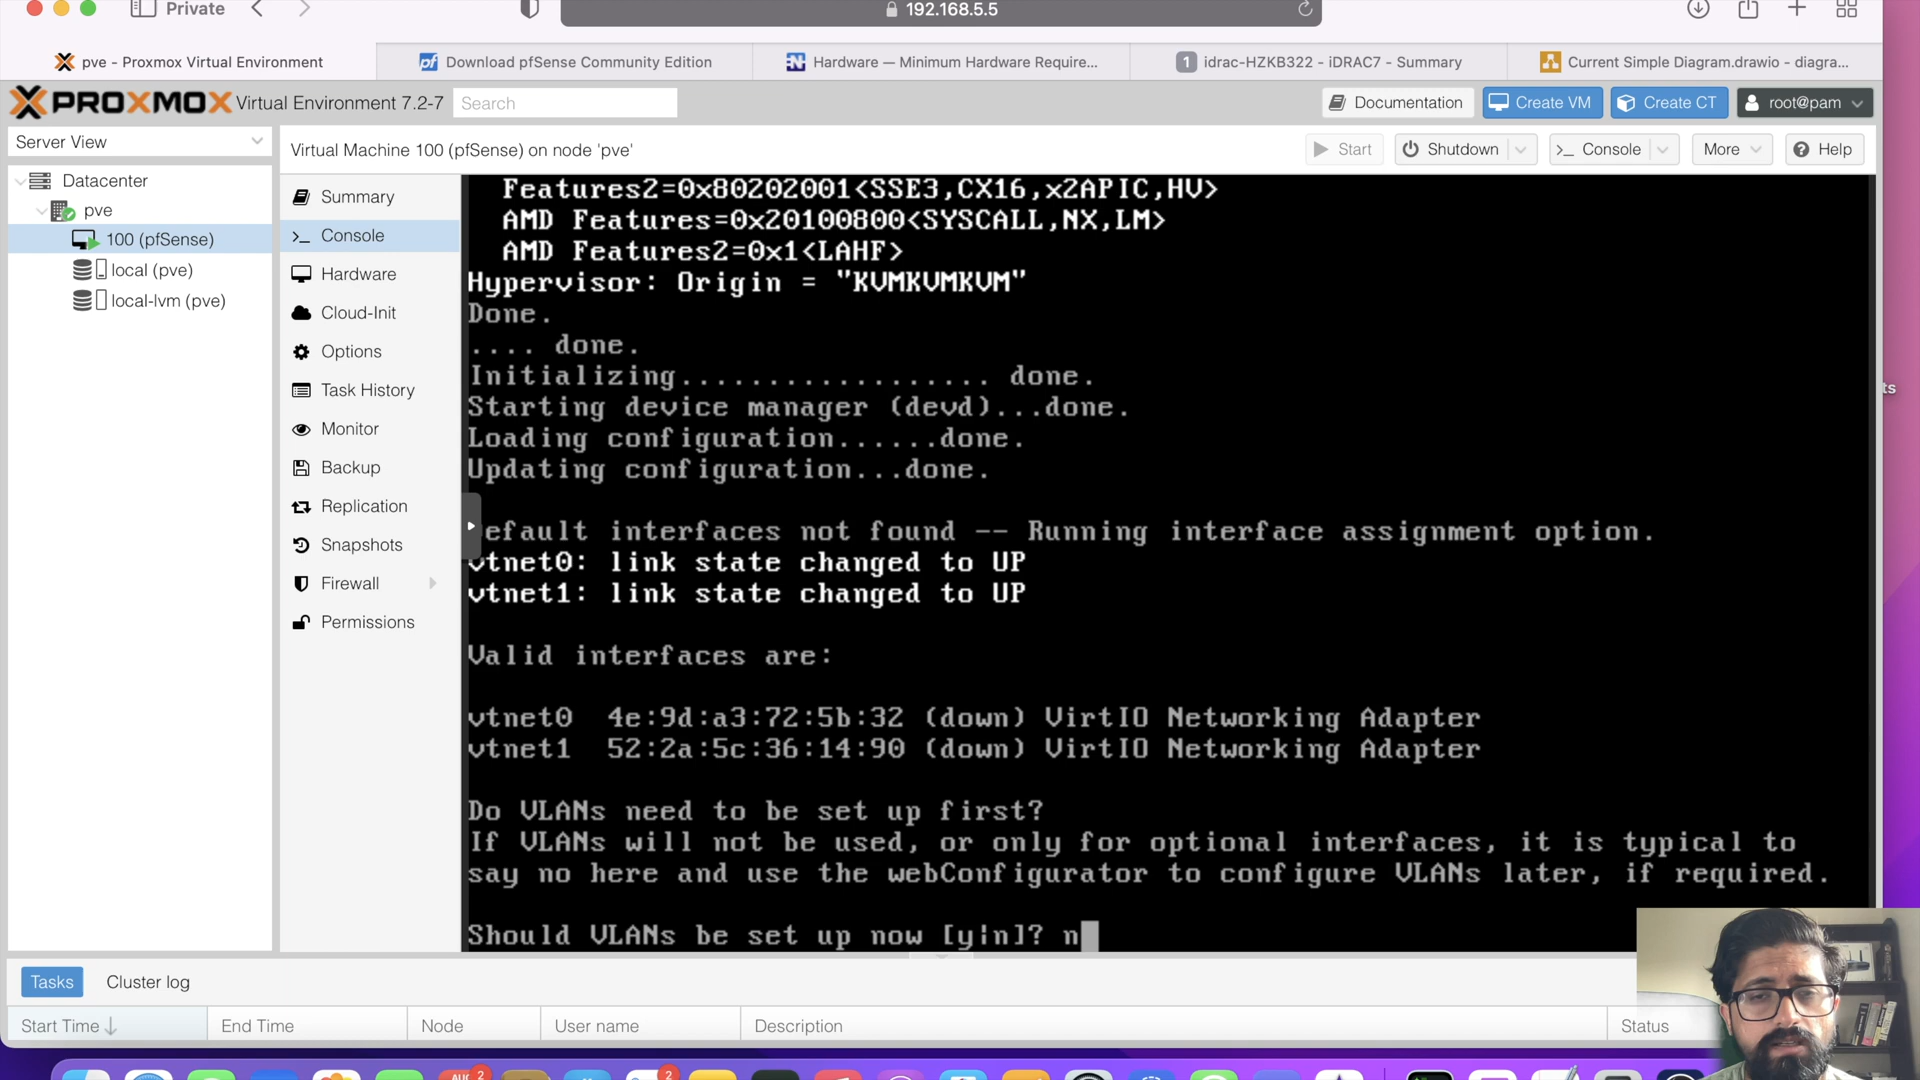 Private
192.168.5.5
pve - Proxmox Virtual Environment
pf Download pfSense Community Edition
N Hardware — Minimum Hardware Require...
1 idrac-HZKB322 - iDRAC7 - Summary
Current Simple Diagram.drawio - diagra...
PROXMOX Virtual Environment 7.2-7
Search
Documentation
Create VM
Create CT
root@pam
Server View
Virtual Machine 100 (pfSense) on node 'pve'
Start
Shutdown
Console
More
Help
Datacenter
pve
100 (pfSense)
local (pve)
local-lvm (pve)
Summary
Console
Hardware
Cloud-Init
Options
Task History
Monitor
Backup
Replication
Snapshots
Firewall
Permissions
Features2=0x80202001<SSE3,CX16,x2APIC,HV>
AMD Features=0x20100800<SYSCALL,NX,LM>
AMD Features2=0x1<LAHF>
Hypervisor: Origin = "KVMKVMKVM"
Done.
.... done.
Initializing.................. done.
Starting device manager (devd)...done.
Loading configuration......done.
Updating configuration...done.
efault interfaces not found -- Running interface assignment option.
vtnet0: link state changed to UP
vtnet1: link state changed to UP
Valid interfaces are:
vtnet0 4e:9d:a3:72:5b:32 (down) VirtIO Networking Adapter
vtnet1 52:2a:5c:36:14:90 (down) VirtIO Networking Adapter
Do VLANs need to be set up first?
If VLANs will not be used, or only for optional interfaces, it is typical to
say no here and use the webConfigurator to configure VLANs later, if required.
Should VLANs be set up now [y|n]? n
ts
Tasks
Cluster log
Start Time
End Time
Node
User name
Description
Status
AUG 2
2